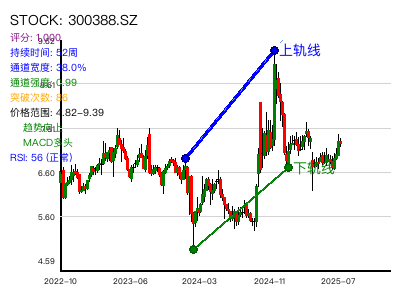 STOCK: 300388.SZ
评分: 1.000
9.62
持续时间: 52周
上轨线
通道宽度: 38.0%
通道强度: 0.99
突破次数: 86
价格范围: 4.82~9.39
趋势向上
MACD多头
RSI: 56 (正常)
下轨线
6.60
5.60
4.59
2022-10
2023-06
2024-03
2024-11
2025-07